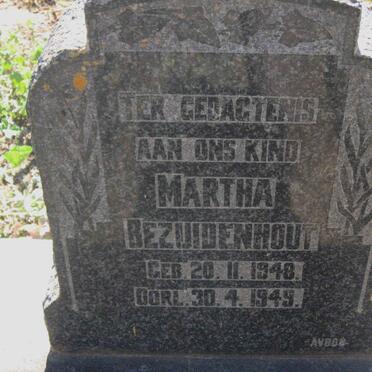 TER GEDAGTENIS
AAN ONS KIND
MARTHA
BEZUIDENHOUT
GEB. 20. 11. 1948.
OORL. 30. 4. 1949.
AVBOB